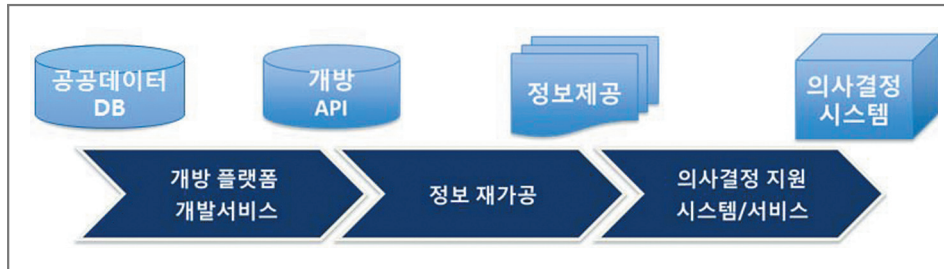 공공데이터
DB
개방
API
정보제공
의사결정
시스템
개방 플랫폼
개발서비스
정보 재가공
의사결정 지원
시스템/서비스